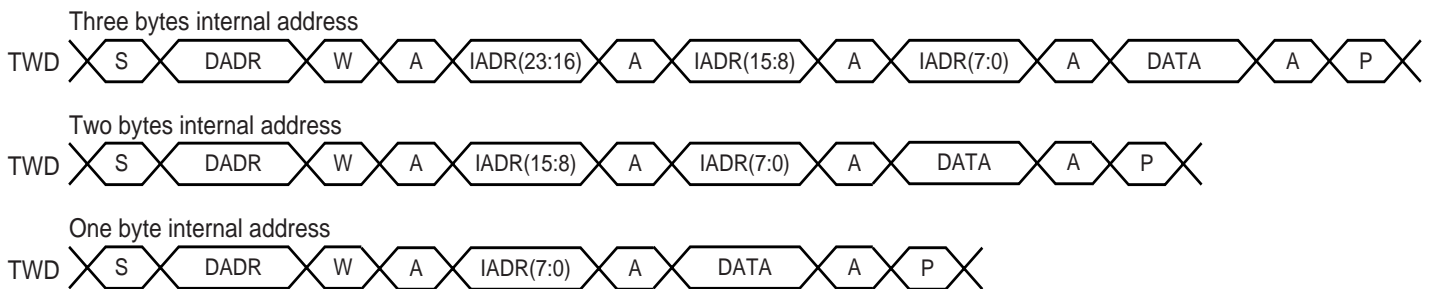 Three bytes internal address
TWD S DADR W A IADR(23:16) A IADR(15:8) A IADR(7:0) A DATA A P
Two bytes internal address
TWD S DADR W A IADR(15:8) A IADR(7:0) A DATA A P
One byte internal address
TWD S DADR W A IADR(7:0) A DATA A P